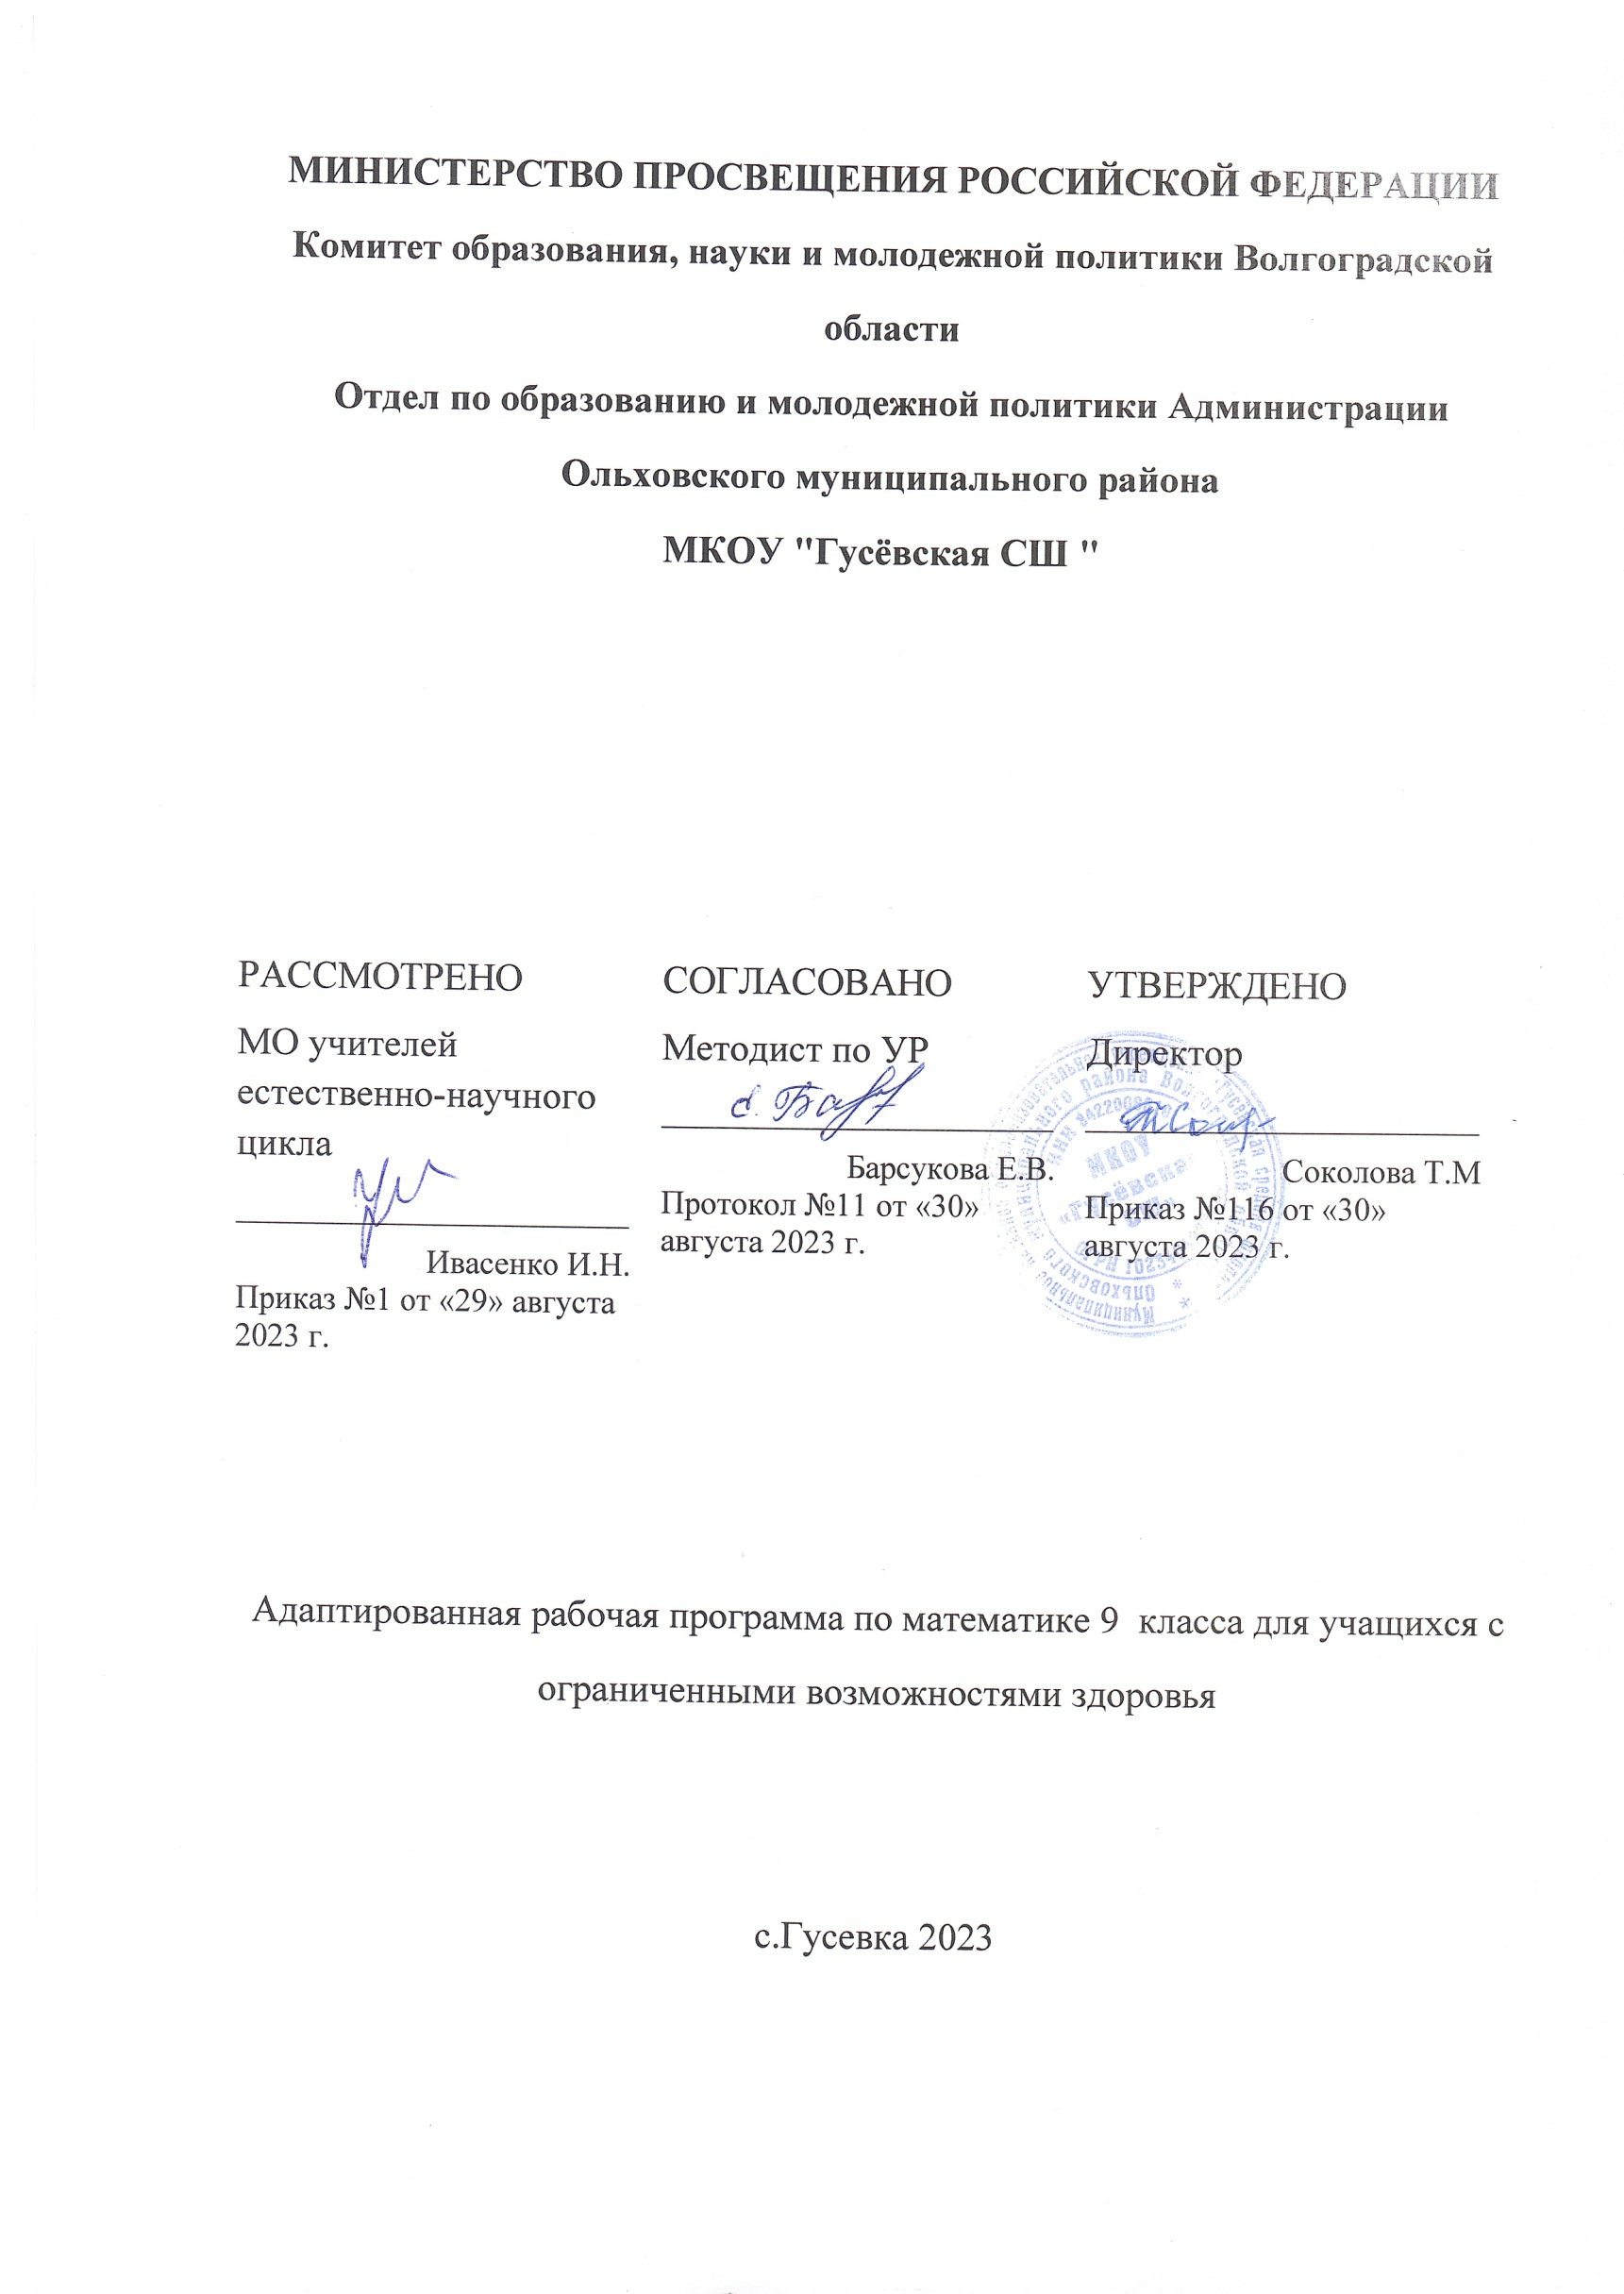 МИНИСТЕРСТВО ПРОСВЕЩЕНИЯ РОССИЙСКОЙ ФЕДЕРАЦИИ
Комитет образования, науки и молодежной политики Волгоградской
области
Отдел по образованию и молодежной политики Администрации
Ольховского муниципального района
МКОУ "Гусёвская СШ "
РАССМОТРЕНО
МО учителей
естественно-научного
цикла
Ивасенко И.Н.
Приказ №1 от «29» августа
2023 г.
СОГЛАСОВАНО
Методист по УР
Барсукова Е.В.
Протокол №11 от «30»
августа 2023 г.
УТВЕРЖДЕНО
Директор
Соколова Т.М
Приказ №116 от «30»
августа 2023 г.
МКОУ
Адаптированная рабочая программа по математике 9 класса для учащихся с
ограниченными возможностями здоровья
с.Гусевка 2023